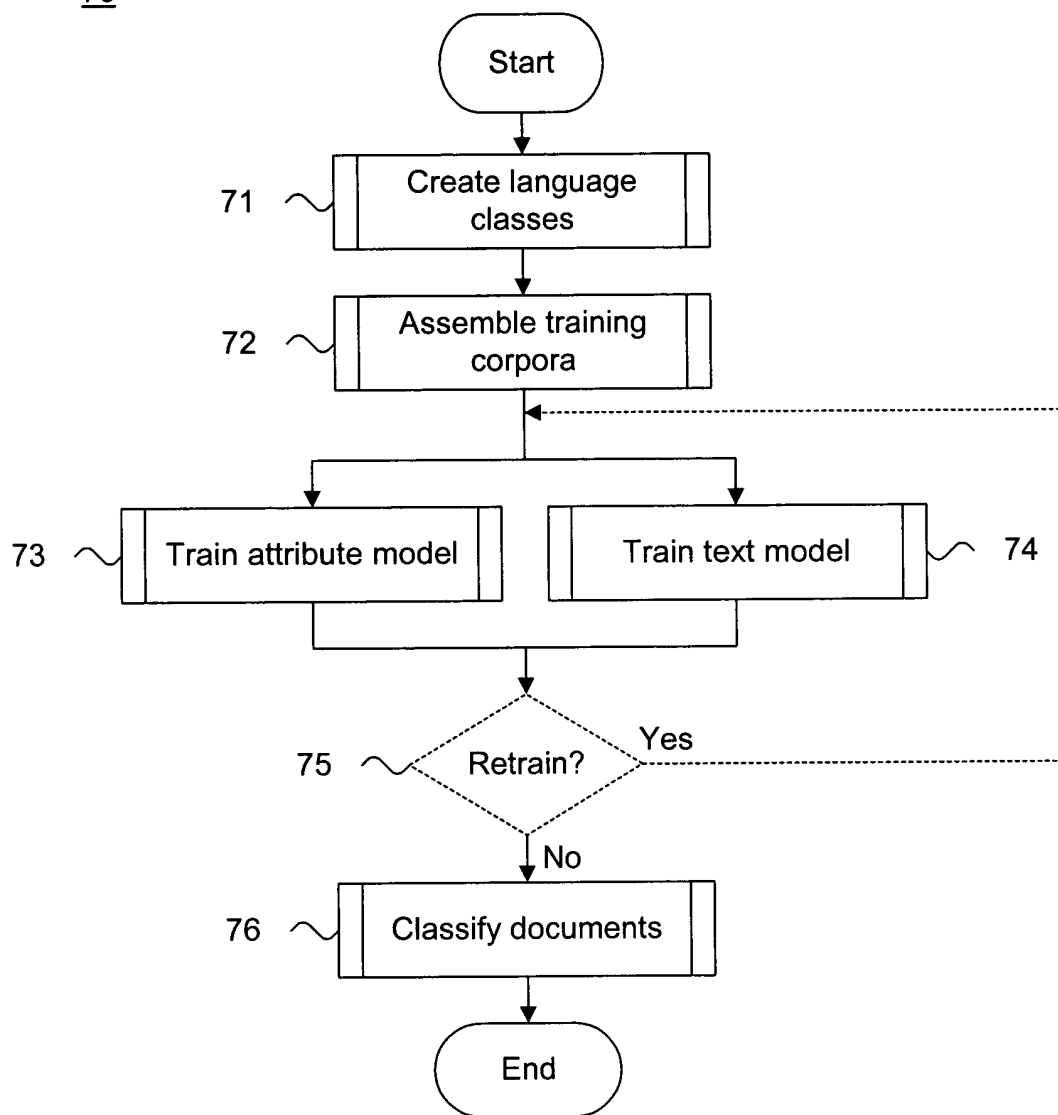 Start
71
Create language
classes
72
Assemble training
corpora
73
Train attribute model
Train text model
74
75
Retrain?
Yes
No
76
Classify documents
End